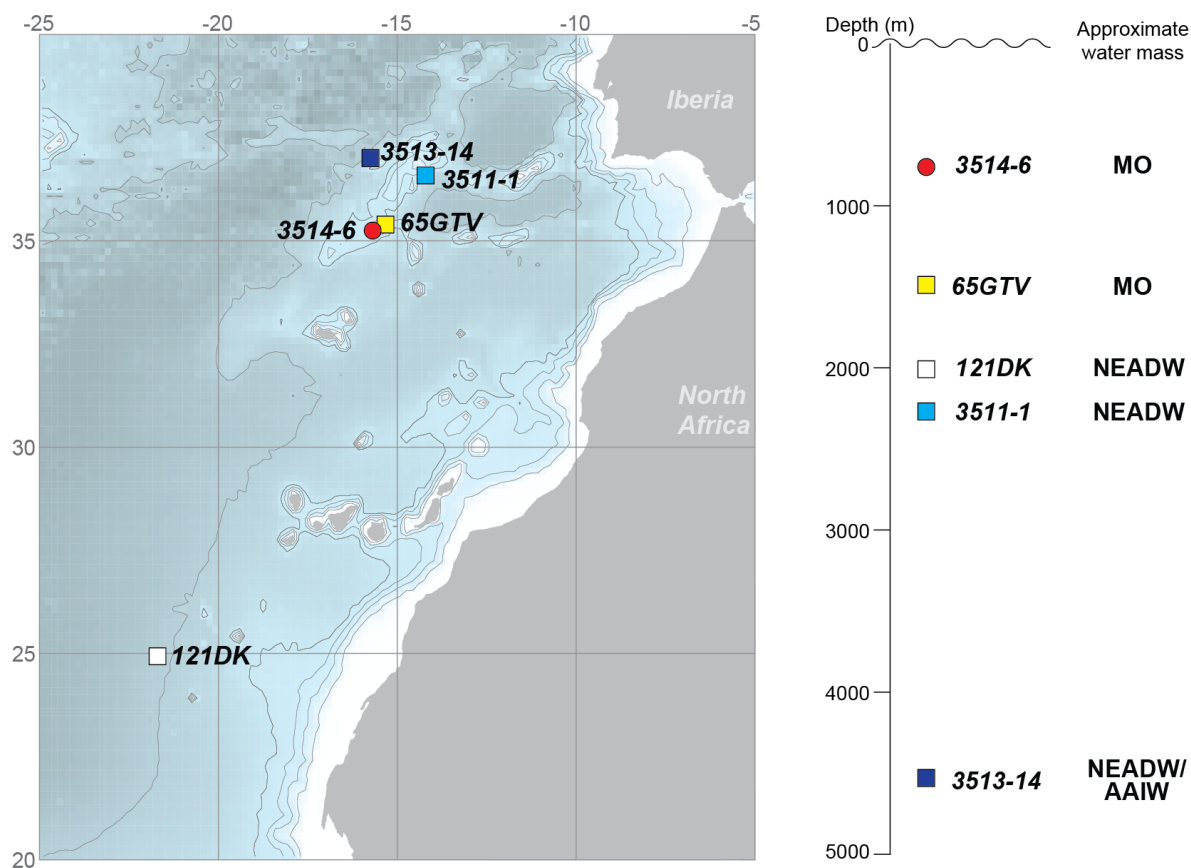 -25
-20
-15
-10
-5
Iberia
3513-14
3511-1
3514-6
65GTV
35
North
Africa
30
25
121DK
20
Depth (m)
Approximate
water mass
0
3514-6
MO
1000
65GTV
MO
2000
121DK
NEADW
3511-1
NEADW
3000
4000
3513-14
NEADW/
AAIW
5000